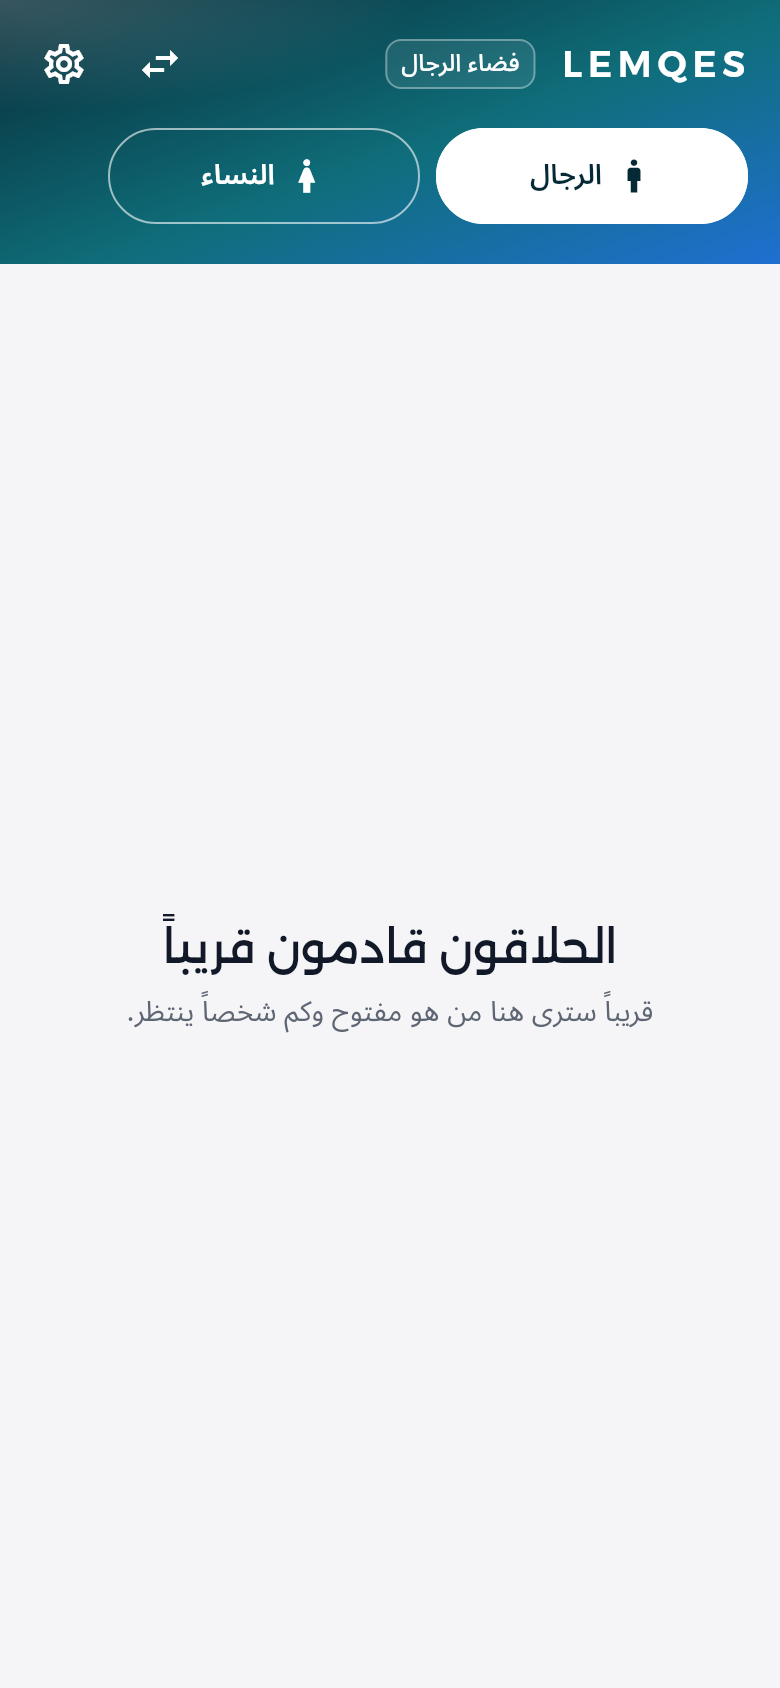 LEMQES فضاء الرجال
الرجال النساء
الحلاقون قادمون قريباً
قريباً سترى هنا من هو مفتوح وكم شخصاً ينتظر.